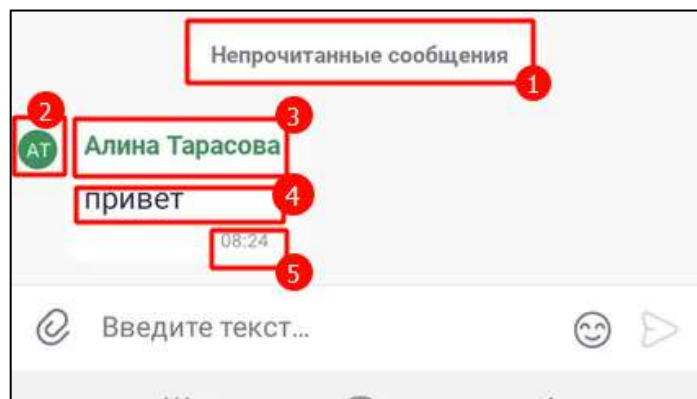 Непрочитанные сообщения
1
2
3
АТ
Алина Тарасова
привет
4
08:24
5
Введите текст...